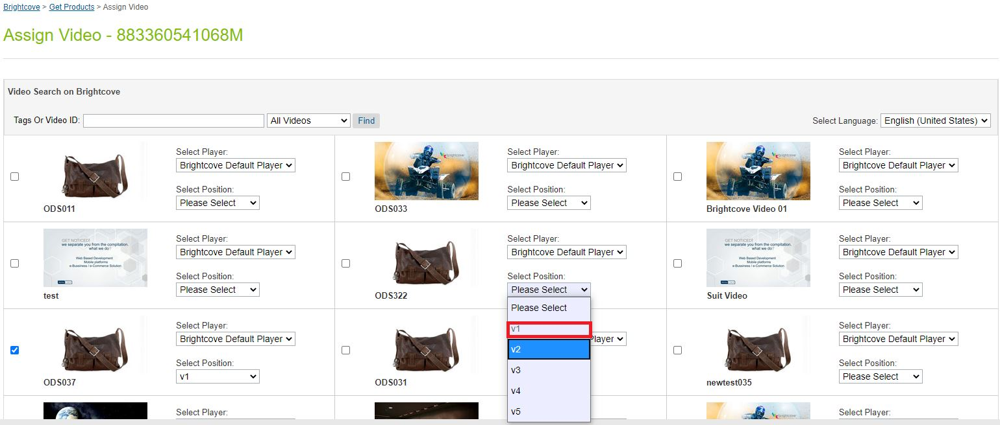 Brightcove > Get Products > Assign Video
Assign Video - 883360541068M
Video Search on Brightcove
Tags Or Video ID: All Videos Find Select Language: English (United States)
Select Player: Select Player: Select Player:
Brightcove Default Player Brightcove Default Player Brightcove Default Player
brightcove brightcove
Select Position: Select Position: Select Position:
Please Select Please Select Please Select
ODS011 ODS033 Brightcove Video 01
GET NOTICED! Select Player: Select Player: GET NOTICED! Select Player:
we separate you from the compitation. we separate you from the compitation.
what we do? what we do?
Brightcove Default Player Brightcove Default Player Brightcove Default Player
Web Based Development Web Based Development
Mobile platforms Mobile platforms
e-Bussiness / e-Commerce Solution e-Bussiness / e-Commerce Solution
Select Position: Select Position: Select Position:
Please Select Please Select Please Select
test ODS322 Suit Video
Please Select
Select Player: v1 Select Player:
Brightcove Default Player Player Brightcove Default Player
v2
Select Position: v3 Select Position:
v1 Please Select
ODS037 ODS031 newtest035
v4
v5
Select Player: Select Player: